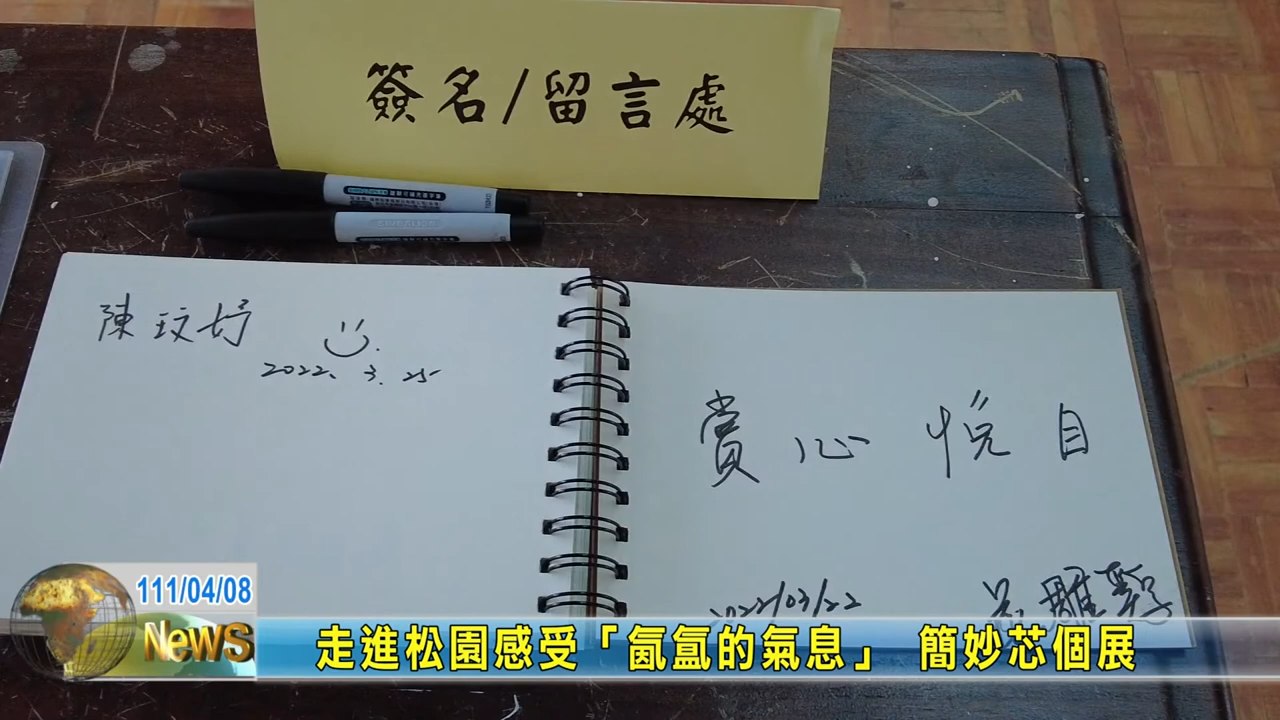 簽名/留言處
陳玟妤
2022. 3. 25
賞心悅目
2022/03/22
111/04/08
News
走進松園感受「氤氳的氣息」 簡妙芯個展